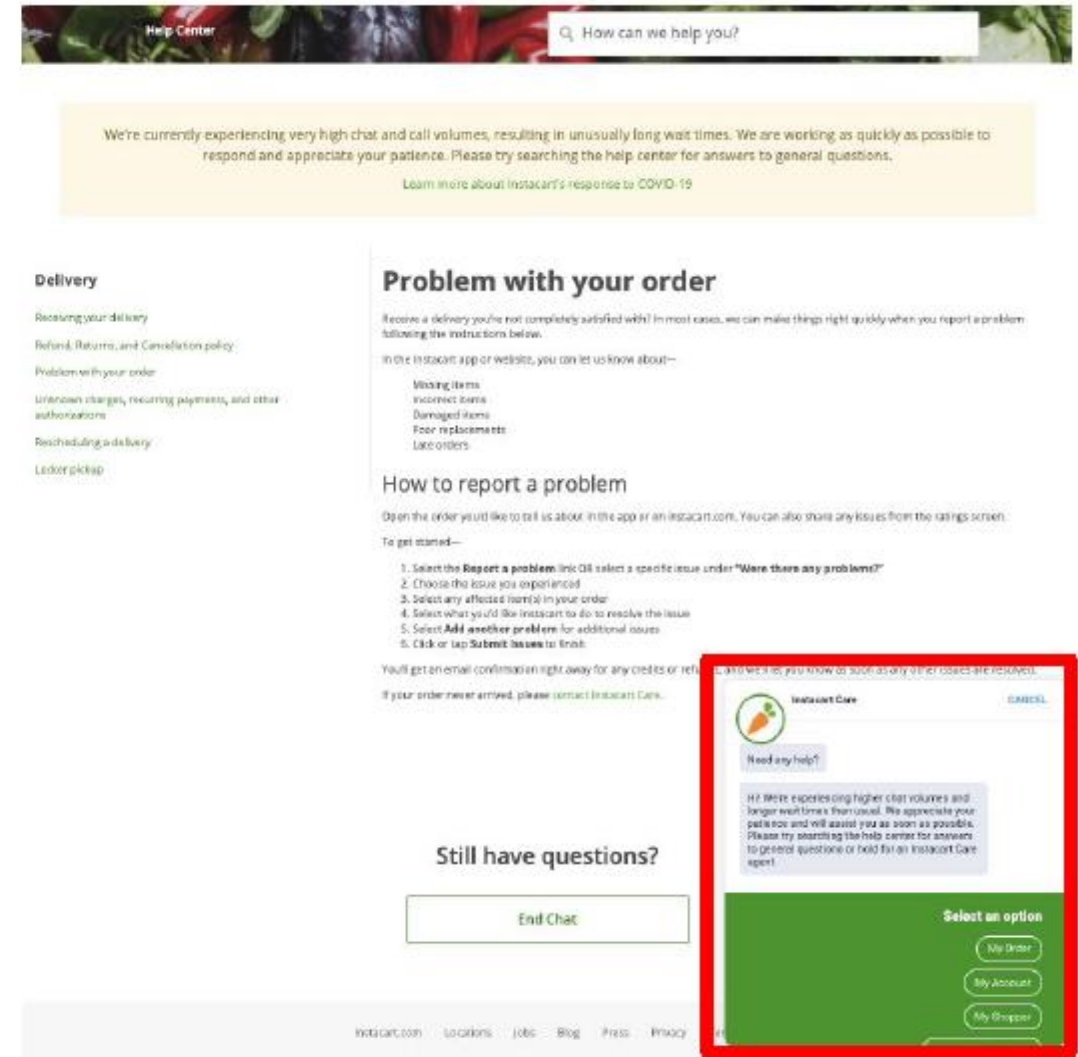 Help Center
How can we help you?
We're currently experiencing very high chat and call volumes, resulting in unusually long wait times. We are working as quickly as possible to
respond and appreciate your patience. Please try searching the help center for answers to general questions.
Learn more about Instacart's response to COVID-19
Delivery
Receiving your delivery
Refund, Returns, and Cancellation policy
Problem with your order
Unknown charges, recurring payments, and other
authorizations
Rescheduling a delivery
Locker pickup
Problem with your order
Receive a delivery you're not completely satisfied with? In most cases, we can make things right quickly when you report a problem
following the instructions below.
In the Instacart app or website, you can let us know about—
Missing items
Incorrect items
Damaged items
Poor replacements
Late orders
How to report a problem
Open the order you'd like to tell us about in the app or on instacart.com. You can also share any issues from the ratings screen.
To get started—
1. Select the Report a problem link OR select a specific issue under "Were there any problems?"
2. Choose the issue you experienced
3. Select any affected item(s) in your order
4. Select what you'd like Instacart to do to resolve the issue
5. Select Add another problem for additional issues
6. Click or tap Submit Issues to finish
You'll get an email confirmation right away for any credits or and we'll let you know as soon as any other issues are resolved.
If your order never arrived, please contact Instacart Care.
Still have questions?
End Chat
Instacart Care
CANCEL
Need any help?
Hi! We're experiencing higher chat volumes and
longer wait times than usual. We appreciate your
patience and will assist you as soon as possible.
Please try searching the help center for answers
to general questions or hold for an Instacart Care
agent
Select an option
My Order
My Account
My Shopper
Instacart.com Locations Jobs Blog Press Privacy